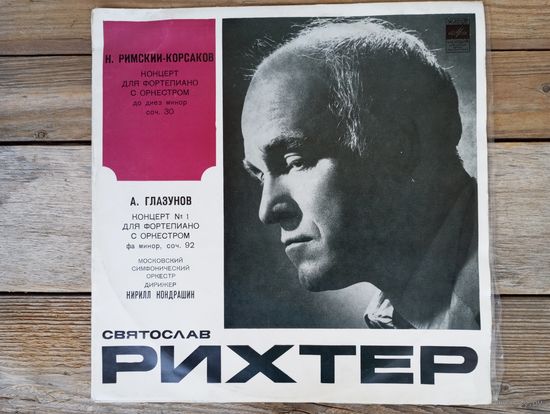 Н. РИМСКИЙ-КОРСАКОВ
КОНЦЕРТ
ДЛЯ ФОРТЕПИАНО
С ОРКЕСТРОМ
до диез минор
соч. 30
А. ГЛАЗУНОВ
КОНЦЕРТ № 1
ДЛЯ ФОРТЕПИАНО
С ОРКЕСТРОМ
фа минор, соч. 92
МОСКОВСКИЙ
СИМФОНИЧЕСКИЙ
ОРКЕСТР
ДИРИЖЕР
КИРИЛЛ КОНДРАШИН
СВЯТОСЛАВ
РИХТЕР